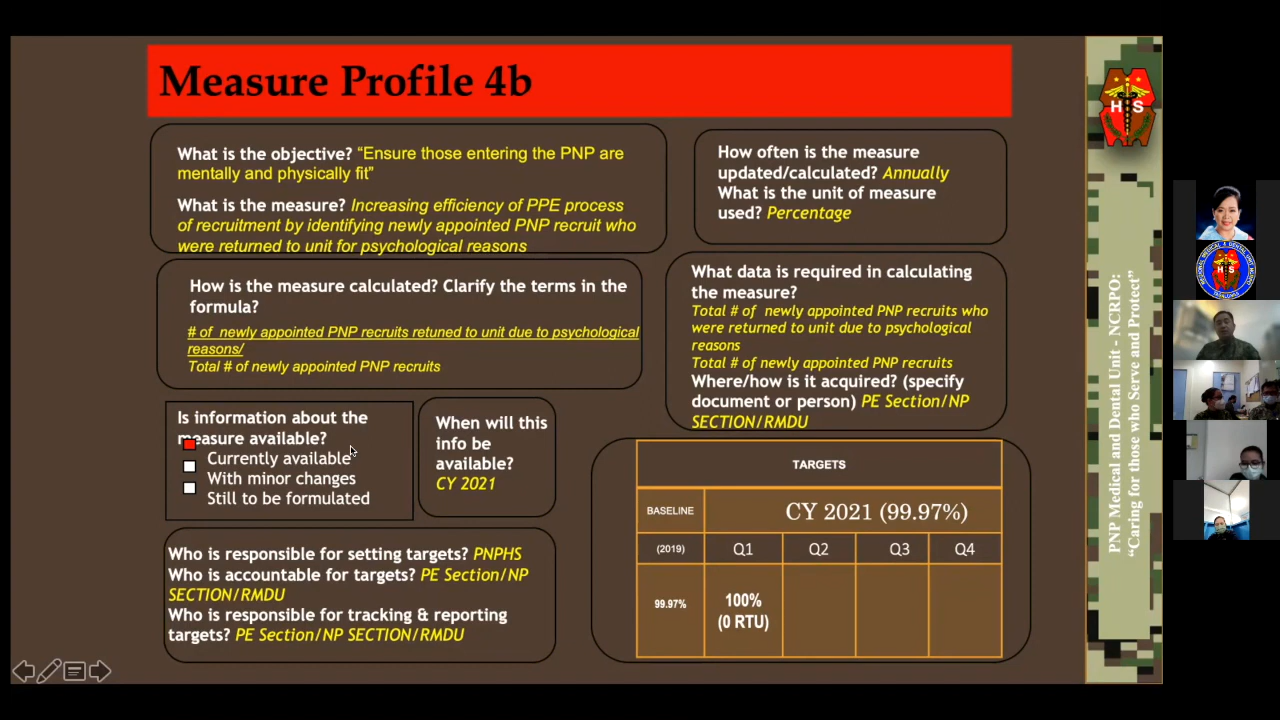 Measure Profile 4b
What is the objective? “Ensure those entering the PNP are
mentally and physically fit”
What is the measure? Increasing efficiency of PPE process
of recruitment by identifying newly appointed PNP recruit who
were returned to unit for psychological reasons
How often is the measure
updated/calculated? Annually
What is the unit of measure
used? Percentage
How is the measure calculated? Clarify the terms in the
formula?
# of newly appointed PNP recruits retuned to unit due to psychological
reasons/
Total # of newly appointed PNP recruits
What data is required in calculating
the measure?
Total # of newly appointed PNP recruits who
were returned to unit due to psychological
reasons
Total # of newly appointed PNP recruits
Where/how is it acquired? (specify
document or person) PE Section/NP
SECTION/RMDU
Is information about the
measure available?
Currently available
With minor changes
Still to be formulated
When will this
info be
available?
CY 2021
Who is responsible for setting targets? PNPHS
Who is accountable for targets? PE Section/NP
SECTION/RMDU
Who is responsible for tracking & reporting
targets? PE Section/NP SECTION/RMDU
TARGETS
BASELINE CY 2021 (99.97%)
(2019) Q1 Q2 Q3 Q4
99.97% 100%
(0 RTU)
HS
PNP Medical and Dental Unit - NCRPO:
“Caring for those who Serve and Protect”
HS